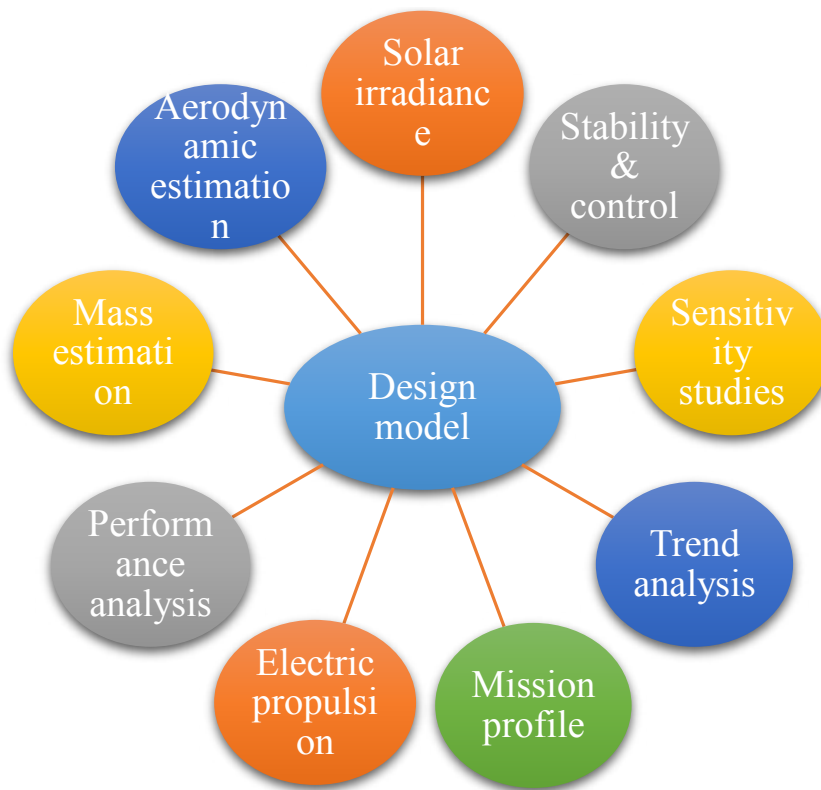 Solar
irradianc
e
Stability
&
control
Sensitiv
ity
studies
Trend
analysis
Mission
profile
Electric
propulsi
on
Perform
ance
analysis
Mass
estimati
on
Aerodyn
amic
estimatio
n
Design
model